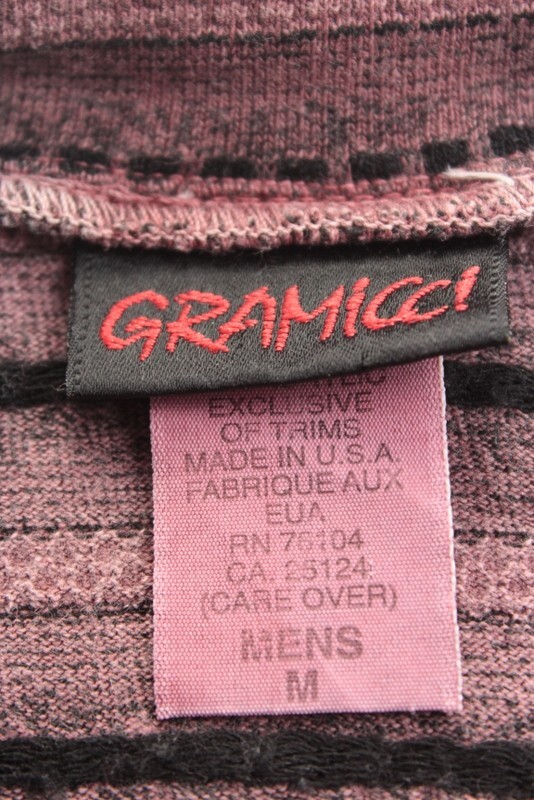 GRAMICCI
EXCLUSIVE
OF TRIMS
MADE IN U.S.A.
FABRIQUE AUX
EUA
RN 76104
CA. 25124
(CARE OVER)
MENS
M